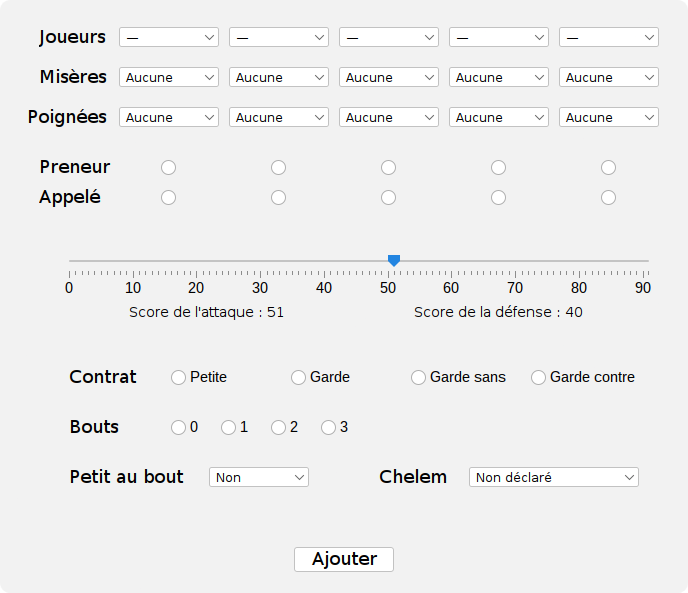 Joueurs — — — — —
Misères Aucune Aucune Aucune Aucune Aucune
Poignées Aucune Aucune Aucune Aucune Aucune
Preneur
Appelé
0 10 20 30 40 50 60 70 80 90
Score de l'attaque : 51 Score de la défense : 40
Contrat Petite Garde Garde sans Garde contre
Bouts 0 1 2 3
Petit au bout Non Chelem Non déclaré
Ajouter